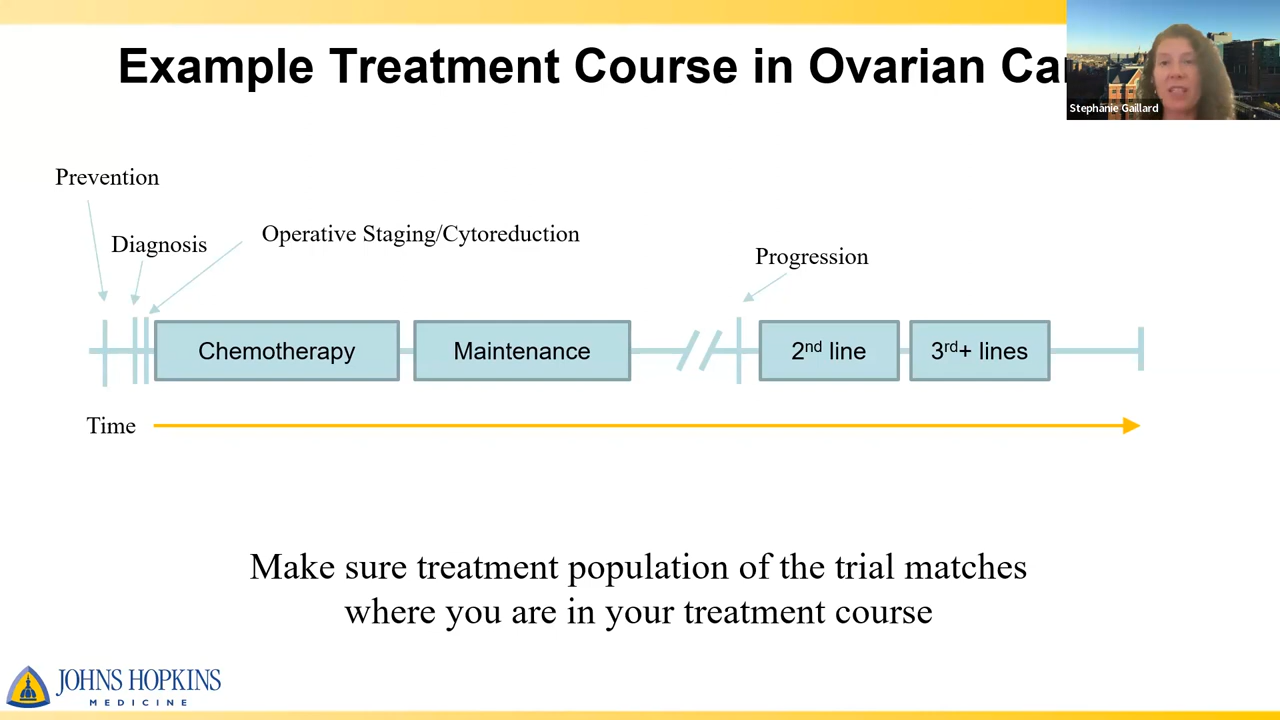 Example Treatment Course in Ovarian
Stephanie Gaillard
Prevention
Diagnosis
Operative Staging/Cytoreduction
Progression
Chemotherapy
Maintenance
2nd line
3rd+ lines
Time
Make sure treatment population of the trial matches
where you are in your treatment course
JOHNS HOPKINS
MEDICINE